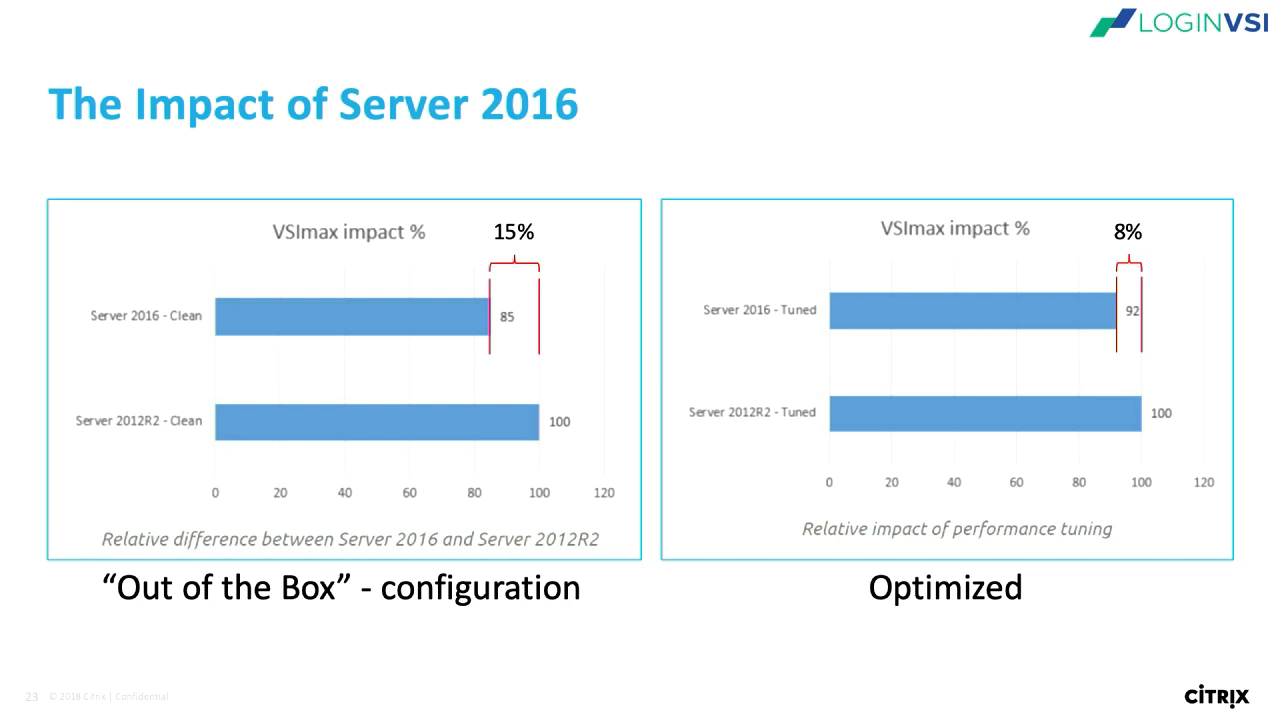 LOGINVSI
The Impact of Server 2016
VSImax impact %
15%
Server 2016 - Clean
85
Server 2012R2 - Clean
100
0 20 40 60 80 100 120
Relative difference between Server 2016 and Server 2012R2
“Out of the Box” - configuration
VSImax impact %
8%
Server 2016 - Tuned
92
Server 2012R2 - Tuned
100
0 20 40 60 80 100 120
Relative impact of performance tuning
Optimized
23 © 2018 Citrix | Confidential
CİTRIX